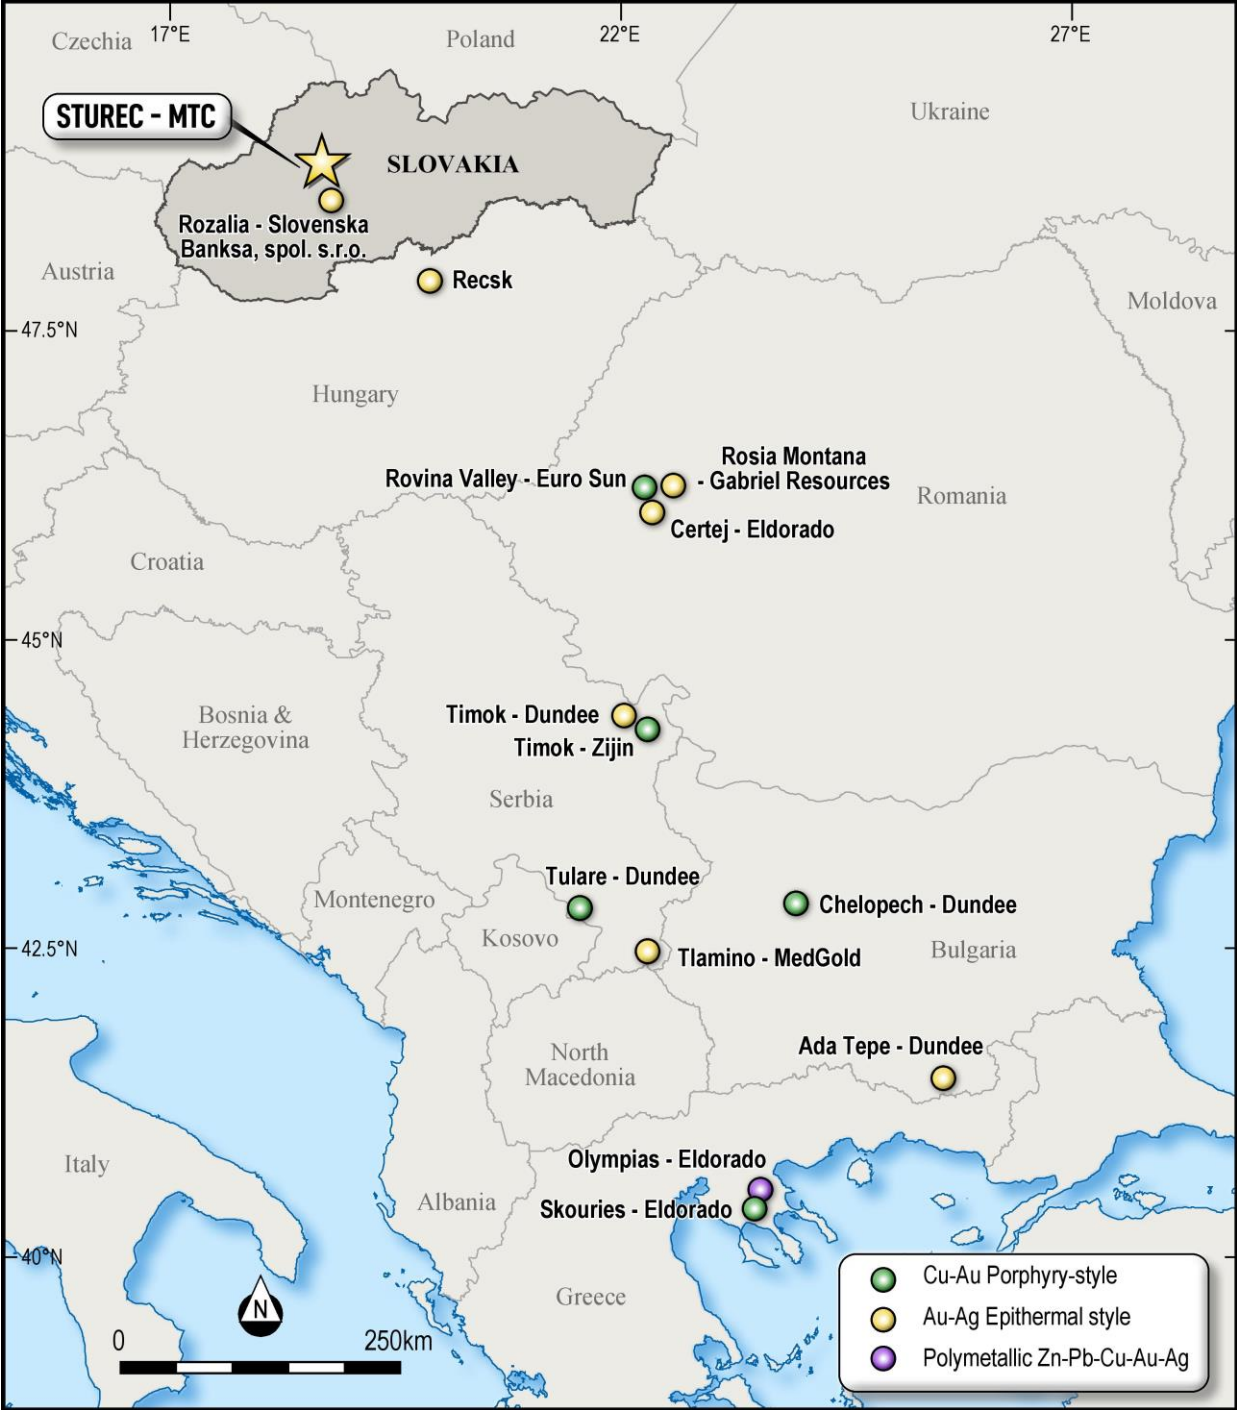 17°E
22°E
27°E
Czechia
Poland
Ukraine
STUREC - MTC
SLOVAKIA
Rozalia - Slovenska
Banksa, spol. s.r.o.
Austria
Recsk
Moldova
47.5°N
Hungary
Rosia Montana
- Gabriel Resources
Rovina Valley - Euro Sun
Romania
Certej - Eldorado
Croatia
45°N
Bosnia &
Herzegovina
Timok - Dundee
Timok - Zijin
Serbia
Tulare - Dundee
Montenegro
Chelopech - Dundee
Kosovo
42.5°N
Tlamino - MedGold
Bulgaria
Ada Tepe - Dundee
North
Macedonia
Italy
Olympias - Eldorado
Albania
Skouries - Eldorado
40°N
Greece
N
0
250km
Cu-Au Porphyry-style
Au-Ag Epithermal style
Polymetallic Zn-Pb-Cu-Au-Ag